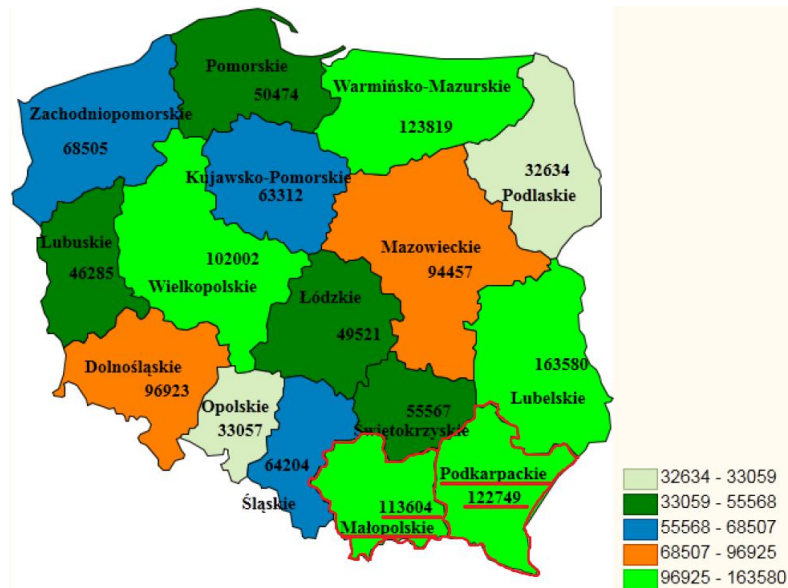 Pomorskie
50474
Warmińsko-Mazurskie
123819
Zachodniopomorskie
68505
Kujawsko-Pomorskie
63312
32634
Podlaskie
Lubuskie
46285
102002
Wielkopolskie
Mazowieckie
94457
Łódzkie
49521
Dolnośląskie
96923
163580
Lubelskie
Opolskie
33057
55567
Świętokrzyskie
64204
Śląskie
Podkarpackie
122749
113604
Małopolskie
32634 - 33059
33059 - 55568
55568 - 68507
68507 - 96925
96925 - 163580